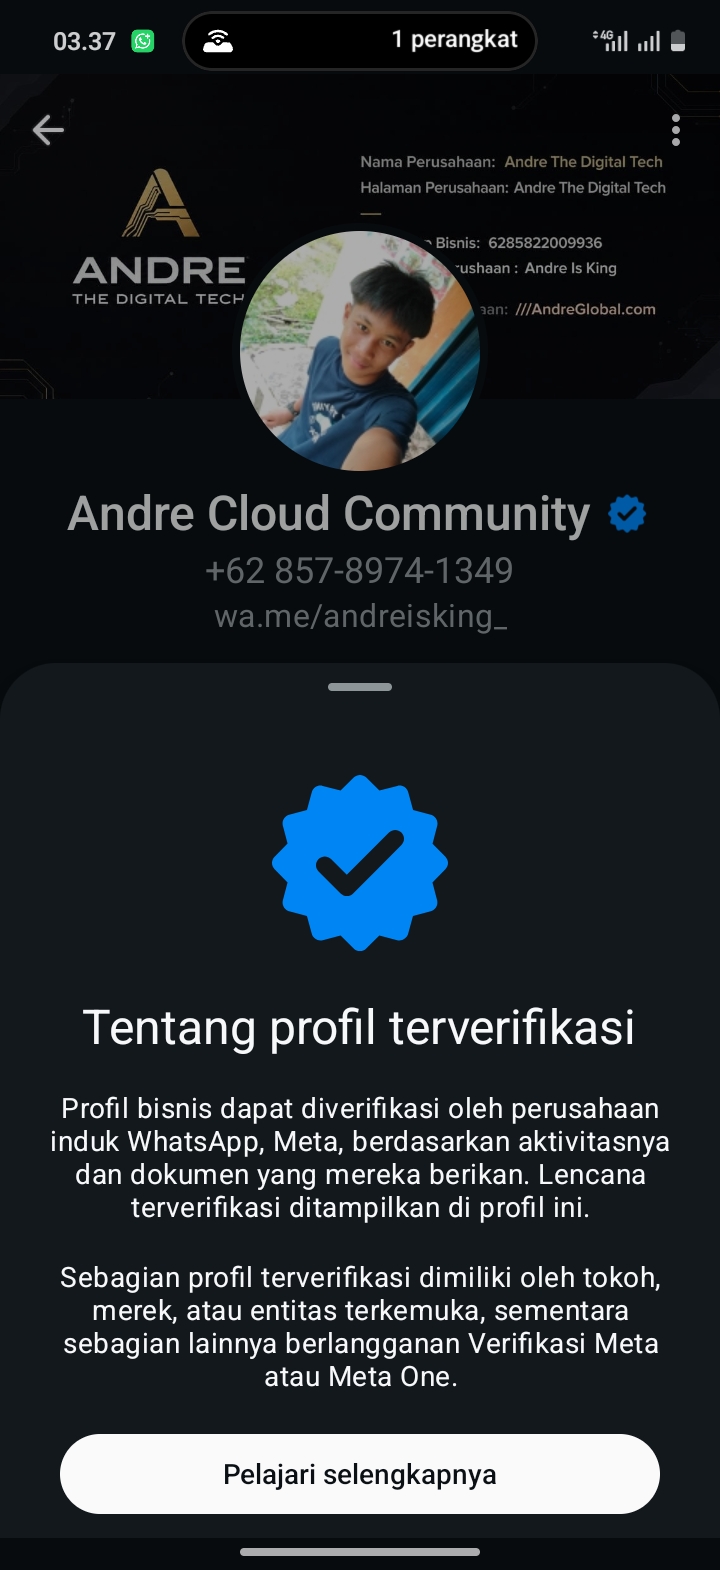 03.37
1 perangkat
4G
Nama Perusahaan: Andre The Digital Tech
Halaman Perusahaan: Andre The Digital Tech
Bisnis: 6285822009936
rushaan : Andre Is King
aan: ///AndreGlobal.com
ANDRE
THE DIGITAL TECH
Andre Cloud Community
+62 857-8974-1349
wa.me/andreisking_
Tentang profil terverifikasi
Profil bisnis dapat diverifikasi oleh perusahaan
induk WhatsApp, Meta, berdasarkan aktivitasnya
dan dokumen yang mereka berikan. Lencana
terverifikasi ditampilkan di profil ini.
Sebagian profil terverifikasi dimiliki oleh tokoh,
merek, atau entitas terkemuka, sementara
sebagian lainnya berlangganan Verifikasi Meta
atau Meta One.
Pelajari selengkapnya